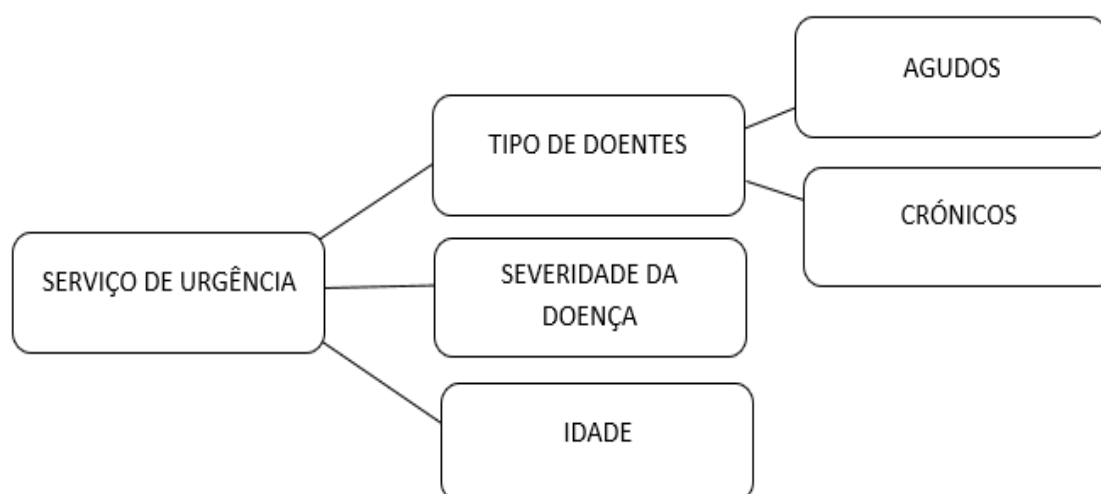 SERVIÇO DE URGÊNCIA
TIPO DE DOENTES
AGUDOS
CRÓNICOS
SEVERIDADE DA
DOENÇA
IDADE